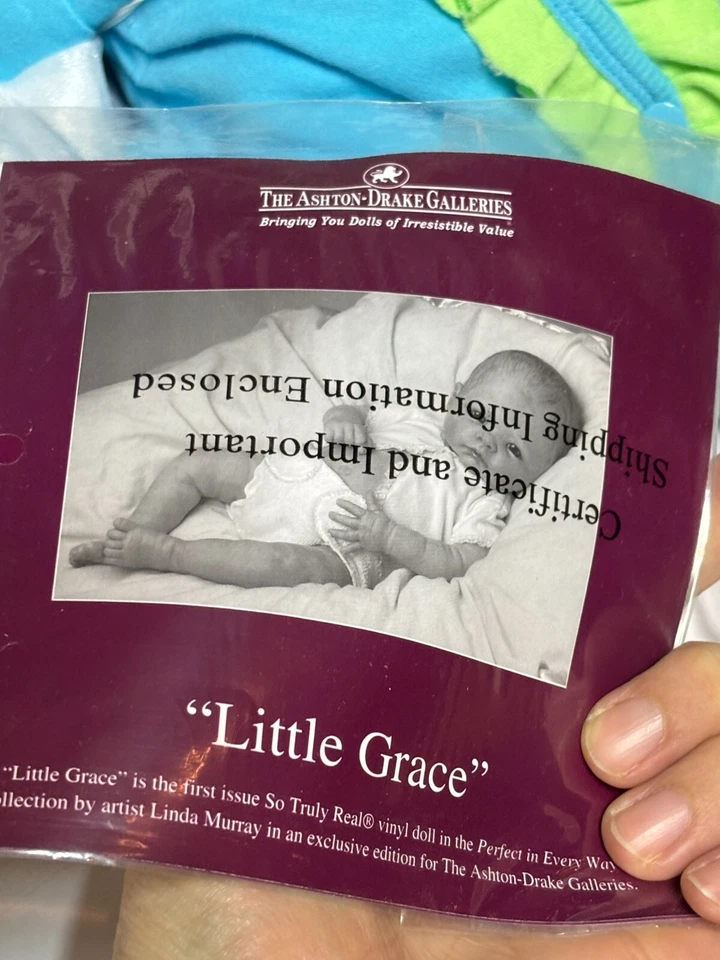 THE ASHTON-DRAKE GALLERIES
Bringing You Dolls of Irresistible Value
Certificate and Important
Shipping Information Enclosed
“Little Grace”
“Little Grace” is the first issue So Truly Real® vinyl doll in the Perfect in Every Way
ollection by artist Linda Murray in an exclusive edition for The Ashton-Drake Galleries.